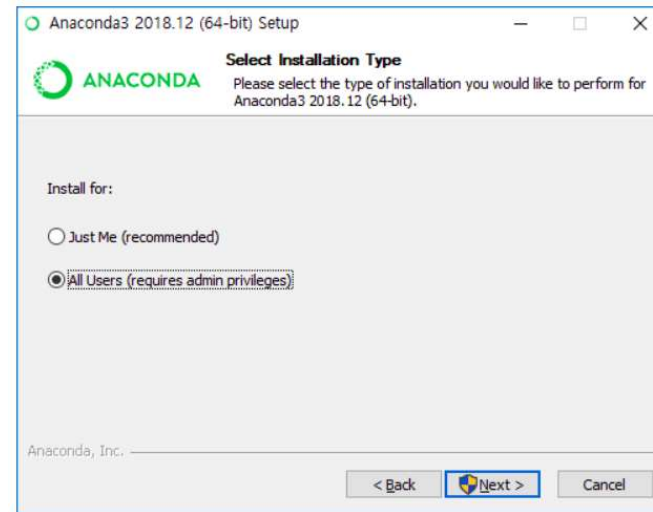 Anaconda3 2018.12 (64-bit) Setup
ANACONDA
Select Installation Type
Please select the type of installation you would like to perform for
Anaconda3 2018.12 (64-bit).
Install for:
Just Me (recommended)
All Users (requires admin privileges)
Anaconda, Inc.
< Back
Next >
Cancel